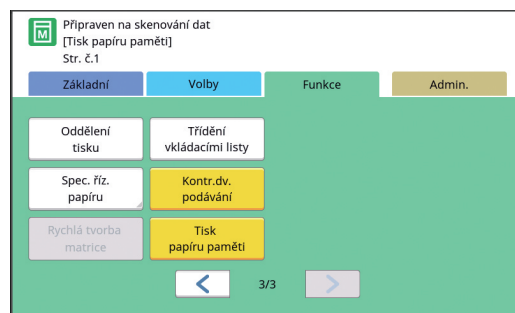 M
Připraven na skenování dat
[Tisk papíru paměti]
Str. č.1
Základní
Volby
Funkce
Admin.
Oddělení
tisku
Třídění
vkládacími listy
Spec. říz.
papíru
Kontr.dv.
podávání
Rychlá tvorba
matrice
Tisk
papíru paměti
3/3